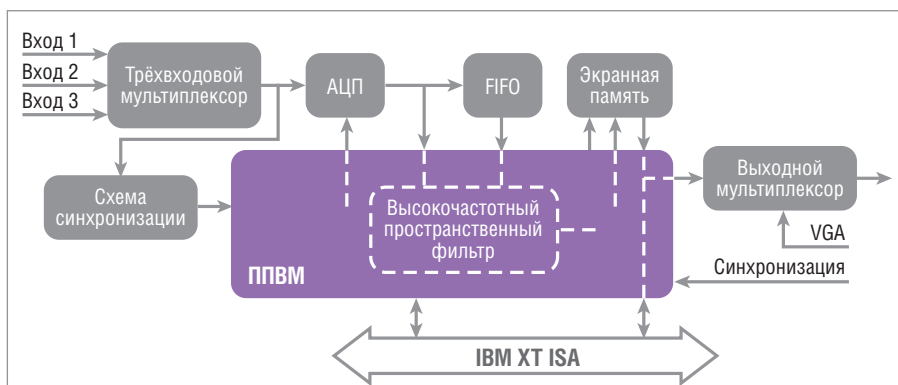 Вход 1
Вход 2
Вход 3
Трёхвходовой
мультиплексор
АЦП
FIFO
Экранная
память
Схема
синхронизации
Высокочастотный
пространственный
фильтр
ППВМ
Выходной
мультиплексор
VGA
Синхронизация
IBM XT ISA